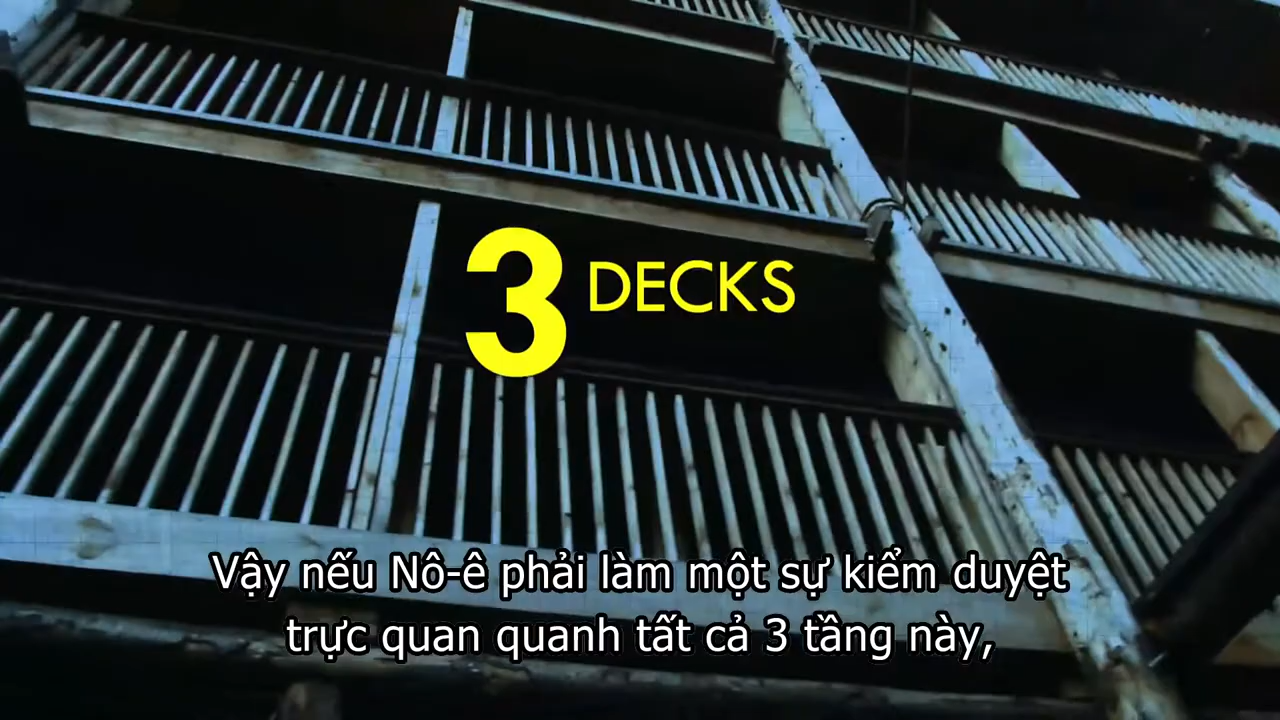 3 DECKS
Vậy nếu Nô-ê phải làm một sự kiểm duyệt
trực quan quanh tất cả 3 tầng này,